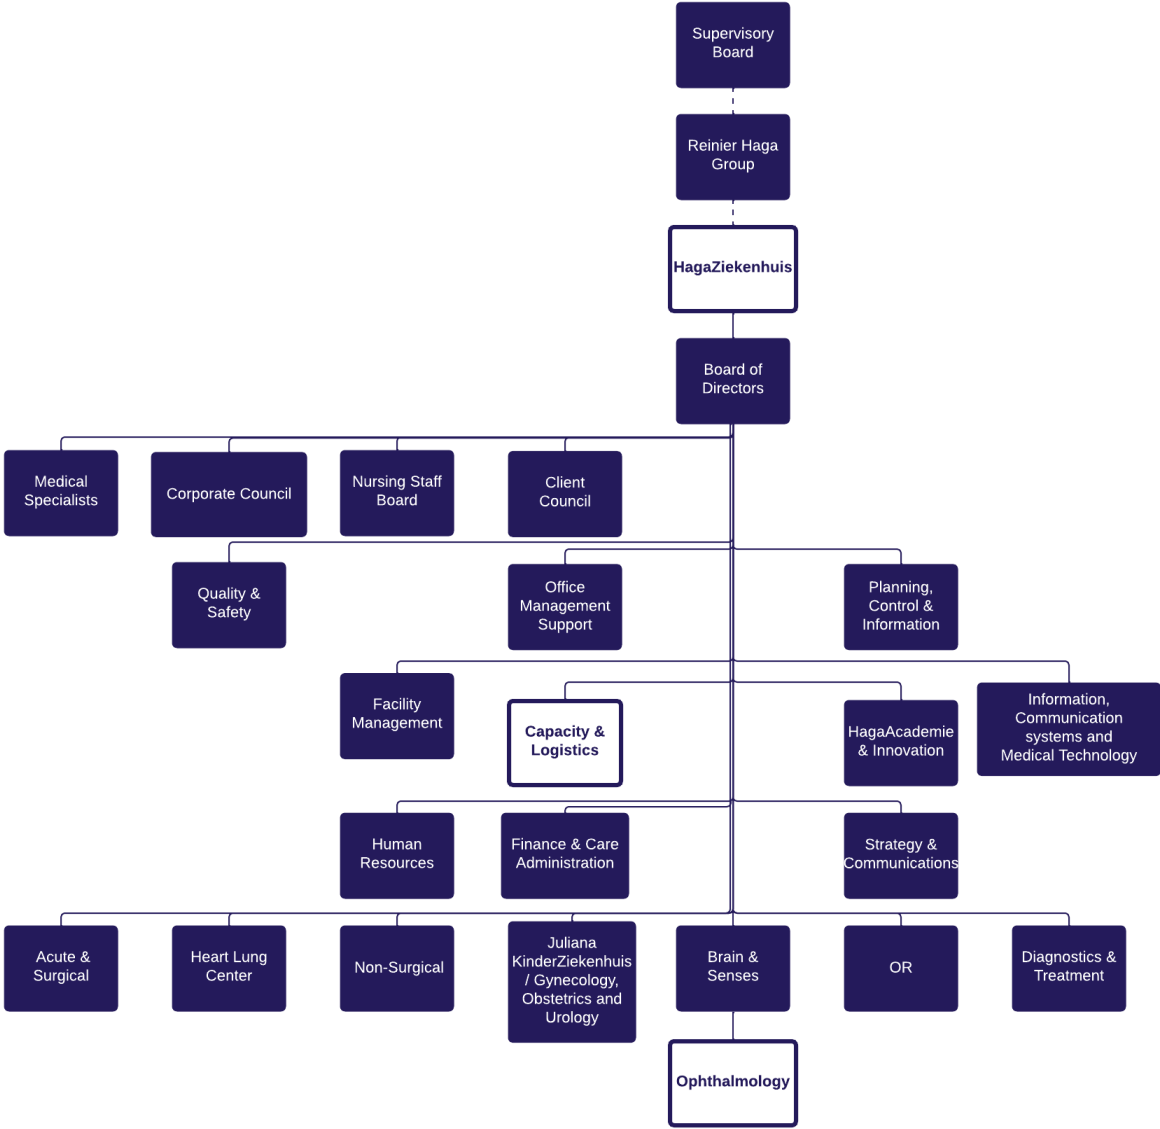 Supervisory
Board
Reinier Haga
Group
HagaZiekenhuis
Board of
Directors
Medical
Specialists
Corporate Council
Nursing Staff
Board
Client
Council
Quality &
Safety
Office
Management
Support
Planning,
Control &
Information
Facility
Management
Capacity &
Logistics
HagaAcademie
& Innovation
Information,
Communication
systems and
Medical Technology
Human
Resources
Finance & Care
Administration
Strategy &
Communications
Acute &
Surgical
Heart Lung
Center
Non-Surgical
Juliana
KinderZiekenhuis
/ Gynecology,
Obstetrics and
Urology
Brain &
Senses
OR
Diagnostics &
Treatment
Ophthalmology